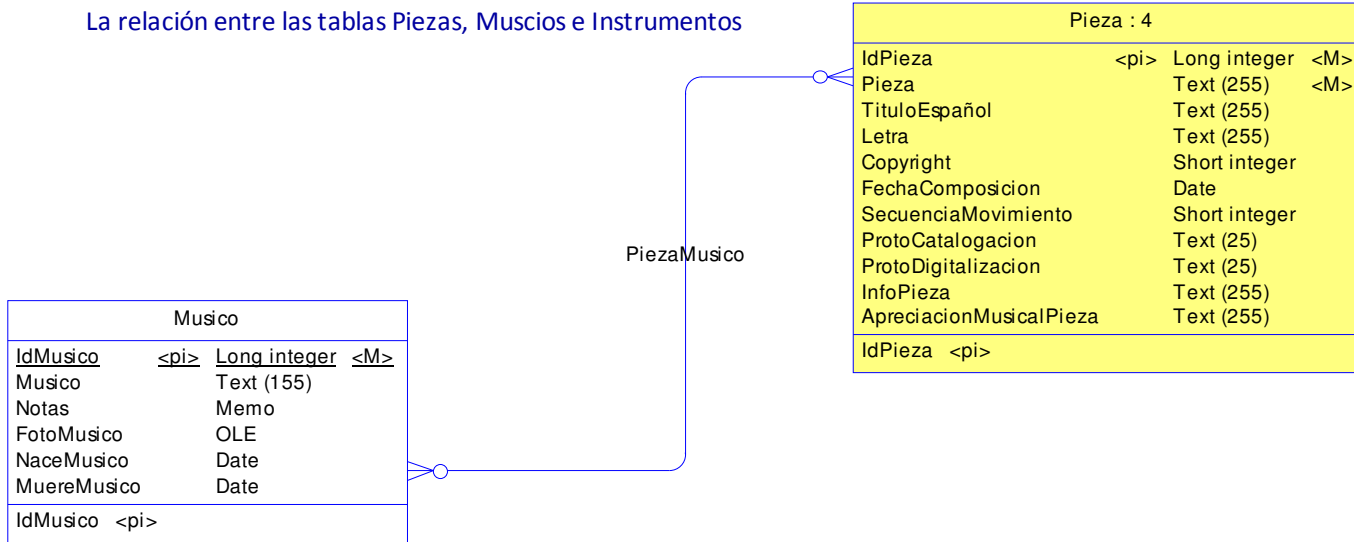 La relación entre las tablas Piezas, Muscios e Instrumentos
Pieza : 4
IdPieza <pi> Long integer <M>
Pieza Text (255) <M>
TituloEspañol Text (255)
Letra Text (255)
Copyright Short integer
FechaComposicion Date
SecuenciaMovimiento Short integer
ProtoCatalogacion Text (25)
ProtoDigitalizacion Text (25)
InfoPieza Text (255)
ApreciacionMusicalPieza Text (255)
IdPieza <pi>
PiezaMusico
Musico
IdMusico <pi> Long integer <M>
Musico Text (155)
Notas Memo
FotoMusico OLE
NaceMusico Date
MuereMusico Date
IdMusico <pi>